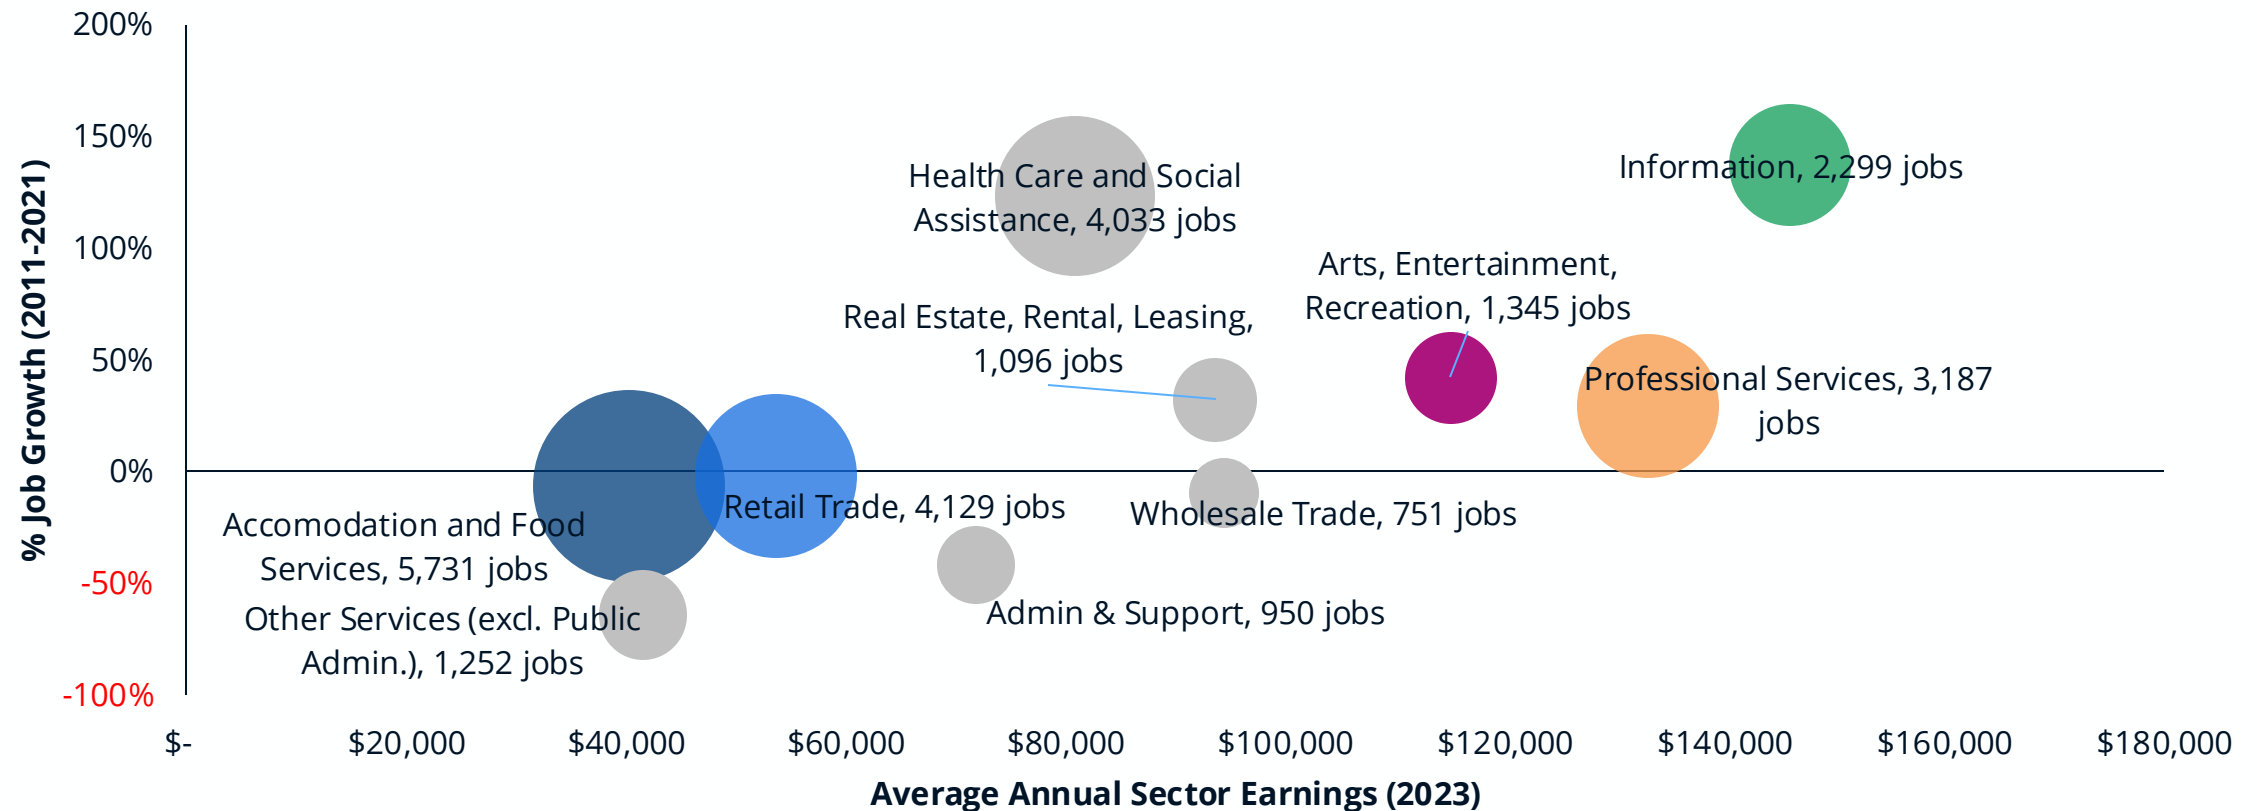 200%
150%
100%
50%
0%
-50%
-100%
% Job Growth (2011-2021)
Health Care and Social
Assistance, 4,033 jobs
Information, 2,299 jobs
Arts, Entertainment,
Recreation, 1,345 jobs
Real Estate, Rental, Leasing,
1,096 jobs
Professional Services, 3,187
jobs
Retail Trade, 4,129 jobs
Wholesale Trade, 751 jobs
Accomodation and Food
Services, 5,731 jobs
Other Services (excl. Public
Admin.), 1,252 jobs
Admin & Support, 950 jobs
$- $20,000 $40,000 $60,000 $80,000 $100,000 $120,000 $140,000 $160,000 $180,000
Average Annual Sector Earnings (2023)